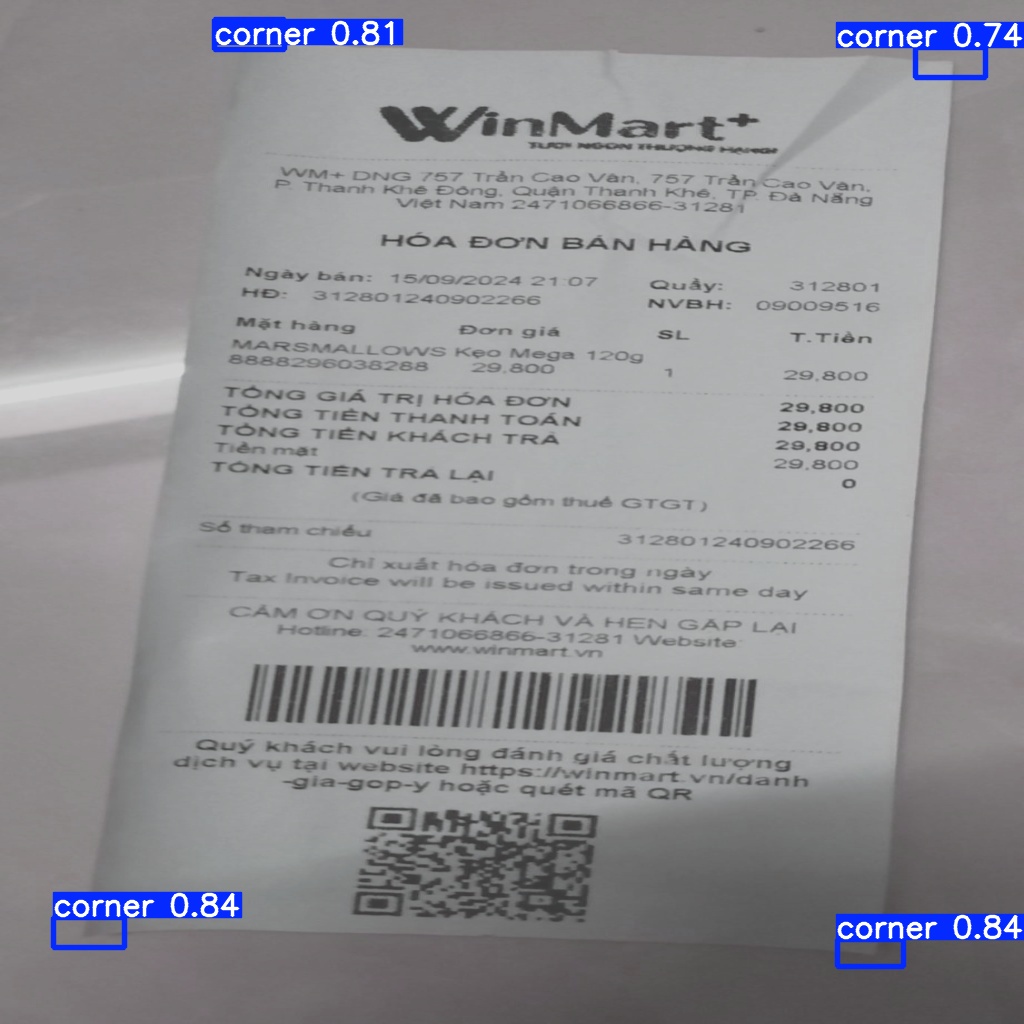 corner 0.81
corner 0.74
WinMart+
TƯƠI NGON THƯỢNG HẠNG!
WM+ DNG 757 Trần Cao Vân, 757 Trần Cao Vân,
P. Thanh Khê Đông, Quận Thanh Khê, TP. Đà Nẵng
Việt Nam 2471066866-31281
HÓA ĐƠN BÁN HÀNG
Ngày bán: 15/09/2024 21:07 Quầy: 312801
HĐ: 312801240902266 NVBH: 09009516
Mặt hàng Đơn giá SL T.Tiền
MARSMALLOWS Kẹo Mega 120g
8888296038288 29,800 1 29,800
TỔNG GIÁ TRỊ HÓA ĐƠN 29,800
TỔNG TIỀN THANH TOÁN 29,800
TỔNG TIỀN KHÁCH TRẢ 29,800
Tiền mặt 29,800
TỔNG TIỀN TRẢ LẠI 0
(Giá đã bao gồm thuế GTGT)
Số tham chiếu 312801240902266
Chỉ xuất hóa đơn trong ngày
Tax Invoice will be issued within same day
CẢM ƠN QUÝ KHÁCH VÀ HẸN GẶP LẠI
Hotline: 2471066866-31281 Website:
www.winmart.vn
Quý khách vui lòng đánh giá chất lượng
dịch vụ tại website https://winmart.vn/danh
-gia-gop-y hoặc quét mã QR
corner 0.84
corner 0.84